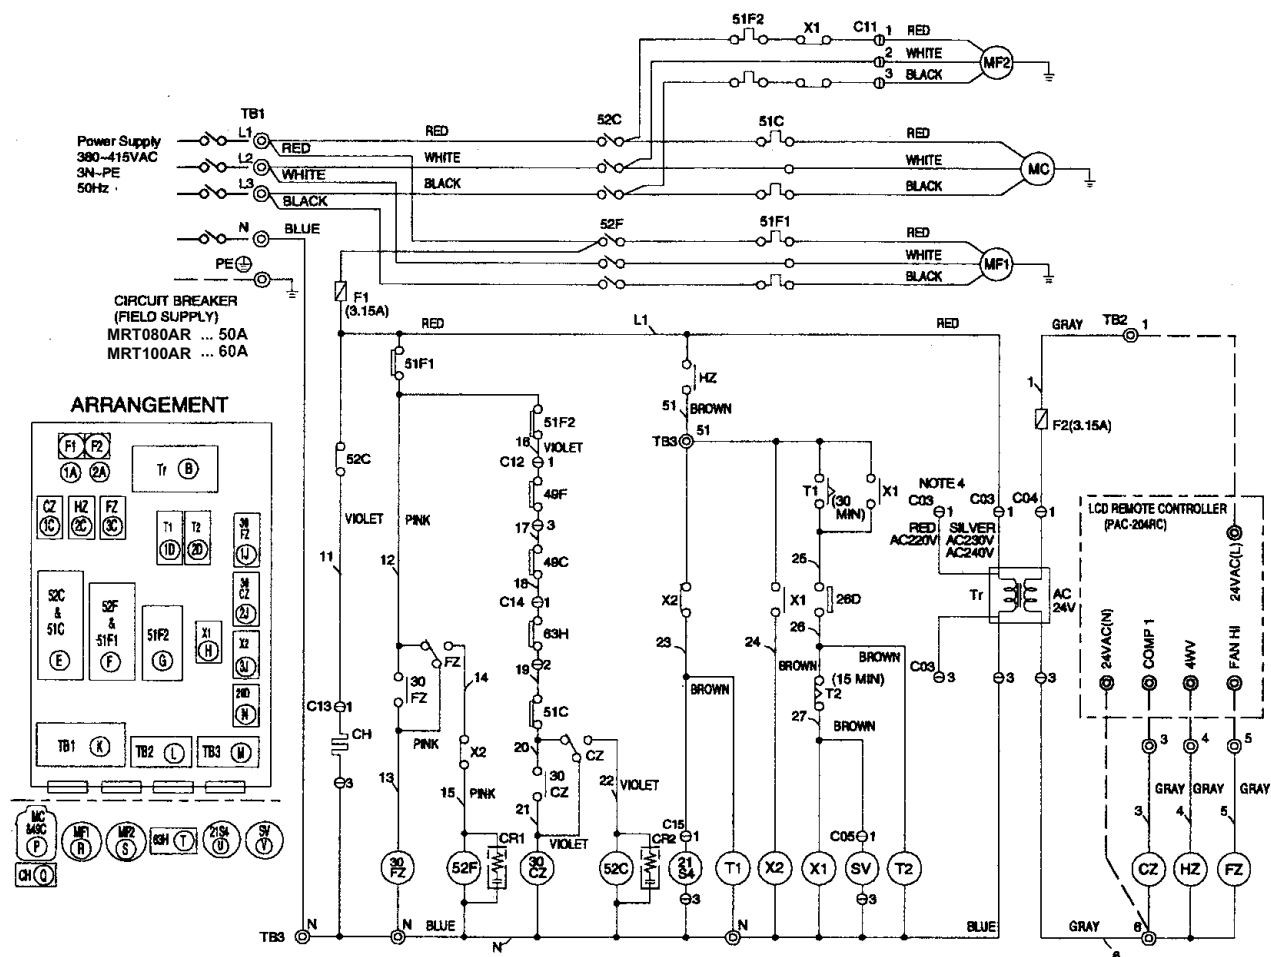 51F2
X1
C11
1
RED
2
WHITE
3
BLACK
MF2
TB1
Power Supply
380~415VAC
3N~PE
50Hz
L1
RED
RED
52C
51C
RED
L2
WHITE
WHITE
WHITE
MC
L3
BLACK
BLACK
BLACK
N
BLUE
52F
51F1
RED
WHITE
MF1
BLACK
PE
F1
(3.15A)
CIRCUIT BREAKER
(FIELD SUPPLY)
MRT080AR ... 50A
MRT100AR ... 60A
RED
L1
RED
GRAY
TB2
1
51F1
HZ
51
BROWN
1
F2(3.15A)
ARRANGEMENT
F1
F2
1A
2A
Tr
B
CZ
1C
HZ
2C
FZ
3C
T1
1D
T2
2D
30
FZ
1J
52C
&
51C
E
52F
&
51F1
F
51F2
G
X1
H
30
CZ
2J
X2
3J
26D
N
TB1
K
TB2
L
TB3
M
MC
&49C
P
MF1
R
MF2
S
63H
T
21S4
U
SV
V
CH
Q
52C
VIOLET
11
C13
1
CH
3
PINK
12
30
FZ
FZ
PINK
13
30
FZ
14
X2
15
PINK
52F
CR1
51F2
16
VIOLET
C12
1
49F
17
3
49C
18
C14
1
63H
19
2
51C
20
CZ
30
CZ
21
VIOLET
30
CZ
22
VIOLET
52C
CR2
TB3
51
X2
23
BROWN
C15
1
21
S4
3
T1
X1
24
X2
T1
(30
MIN)
X1
25
26D
26
BROWN
BROWN
(15 MIN)
T2
27
BROWN
X1
C05
1
SV
3
T2
NOTE 4
C03
1
C03
1
C04
1
RED
AC220V
SILVER
AC230V
AC240V
Tr
AC
24V
C03
3
3
3
LCD REMOTE CONTROLLER
(PAC-204RC)
24VAC(L)
24VAC(N)
COMP 1
4WV
FAN HI
3
4
5
GRAY
GRAY
GRAY
3
4
5
CZ
HZ
FZ
TB3
N
N
BLUE
N
N
BLUE
GRAY
6
6